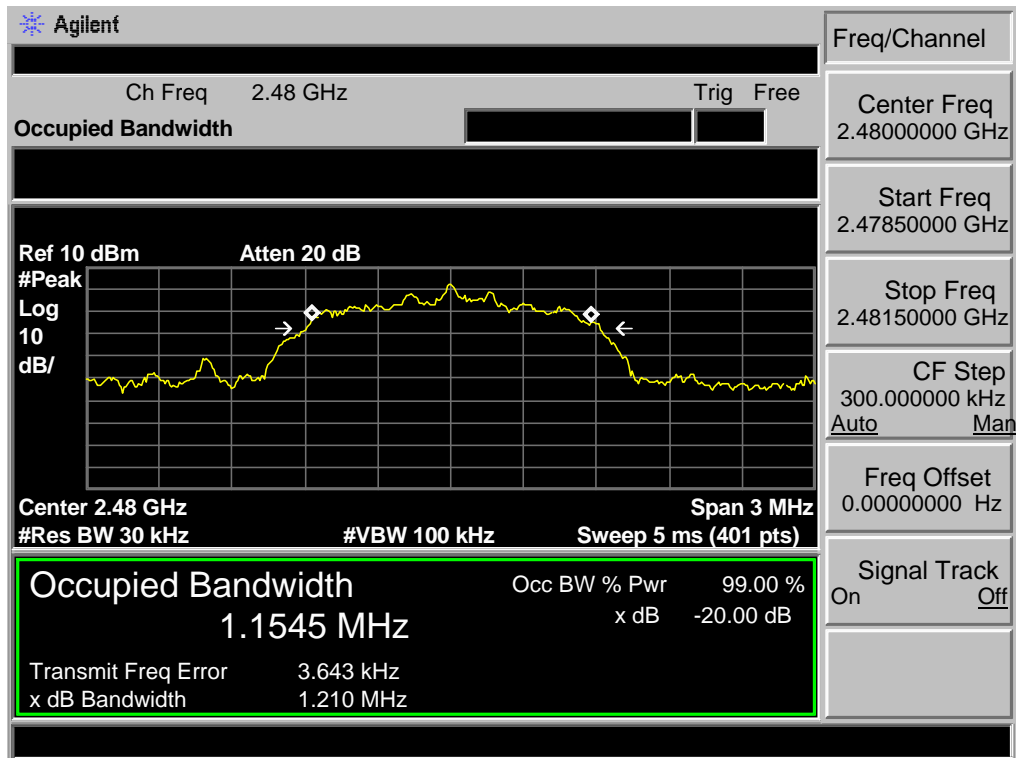 Agilent
Freq/Channel
Ch Freq 2.48 GHz Trig Free
Occupied Bandwidth
Center Freq
2.48000000 GHz
Start Freq
2.47850000 GHz
Ref 10 dBm Atten 20 dB
#Peak
Log
10
dB/
Stop Freq
2.48150000 GHz
CF Step
300.000000 kHz
Auto Man
Freq Offset
0.00000000 Hz
Center 2.48 GHz Span 3 MHz
#Res BW 30 kHz #VBW 100 kHz Sweep 5 ms (401 pts)
Signal Track
On Off
Occupied Bandwidth
1.1545 MHz
Occ BW % Pwr 99.00 %
x dB -20.00 dB
Transmit Freq Error 3.643 kHz
x dB Bandwidth 1.210 MHz